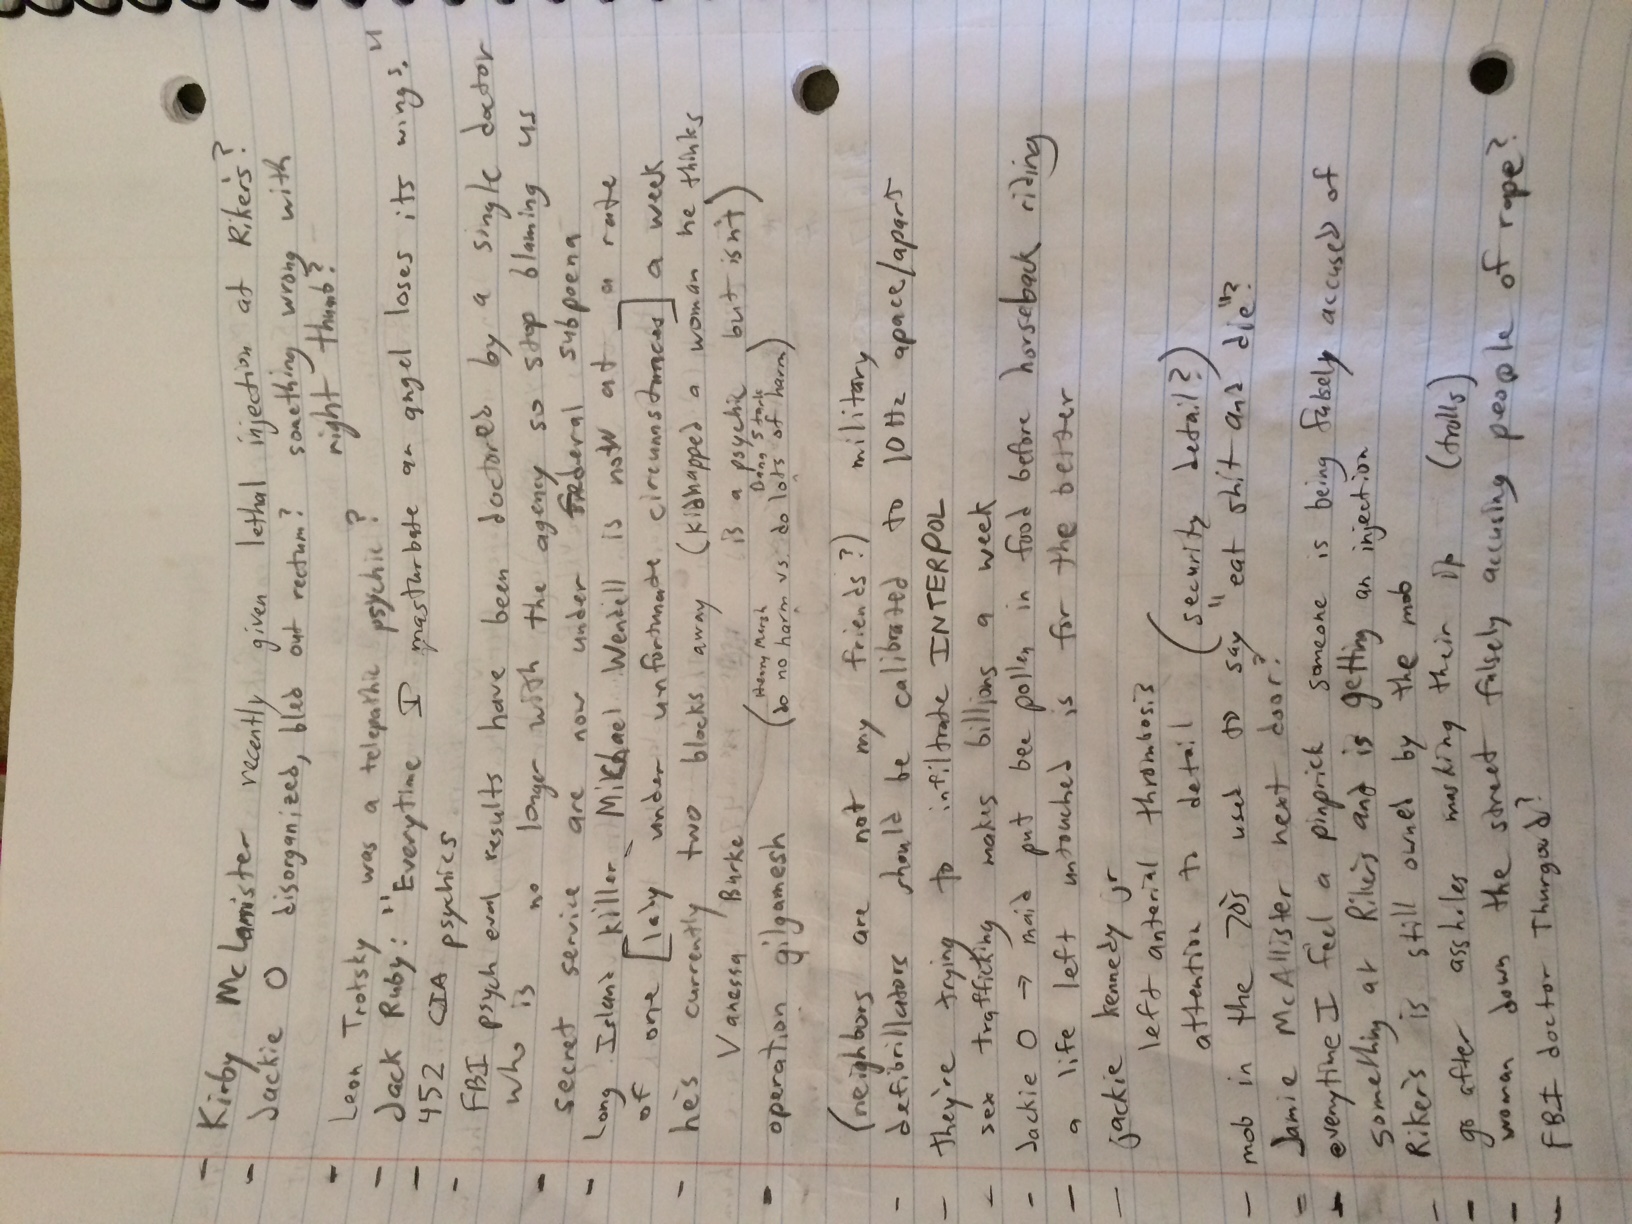 - Kirby McLamister recently given lethal injection at Riker's?
- Jackie O disorganized, bled out rectum? something wrong with
right thumb?
- Leon Trotsky was a telepathic psychic?
- Jack Ruby: "Everytime I masturbate an angel loses its wings."
- 452 CIA psychics
- FBI psych eval results have been doctored by a single doctor
who is no longer with the agency so stop blaming us
- secret service are now under federal subpoena
- Long Island killer Michael Wendell is now at a rate
of one [lady under unfortunate circumnstances] a week
- he's currently two blocks away (kidnapped a woman he thinks
Vanessa Burke is a psychic but isn't)
Henry Marsh Dang Stark
- operation gilgamesh (do no harm vs. do lots of harm)
(neighbors are not my friends?) military
- defibrillators should be calibrated to 10 Hz apace/apart
- they're trying to infiltrate INTERPOL
- sex trafficking makes billions a week
- Jackie O → maid put bee pollen in food before horseback riding
- a life left untouched is for the better
- jackie kennedy jr
left anterial thrombosis
attention to detail (security detail?)
- mob in the 70s used to say "eat shit and die"?
- Jamie McAllister next door?
- everytime I feel a pinprick someone is being falsely accused of
something at Riker's and is getting an injection
- Riker's is still owned by the mob
- go after assholes masking their ip (trolls)
- woman down the street falsely accusing people of rape?
- FBI doctor Thurgood?